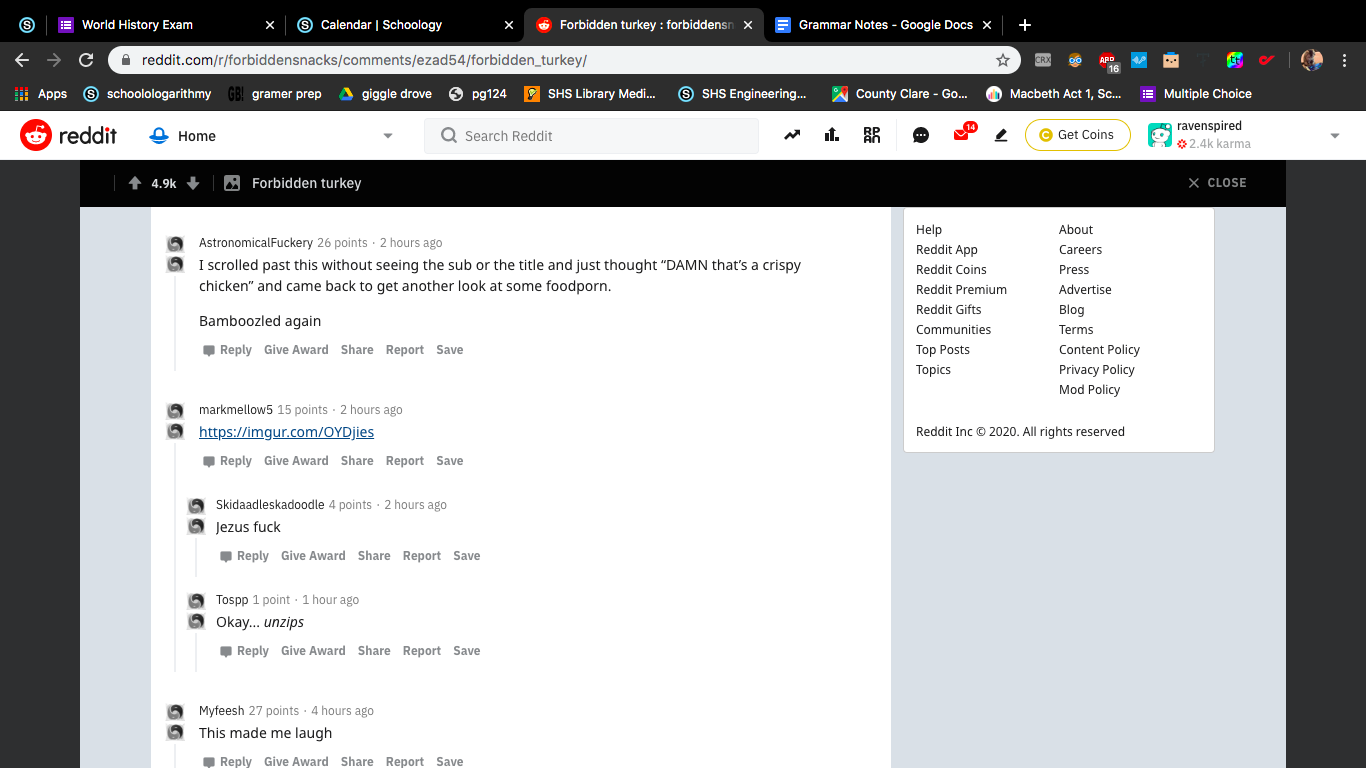 World History Exam
Calendar | Schoology
Forbidden turkey : forbiddensn
Grammar Notes - Google Docs
reddit.com/r/forbiddensnacks/comments/ezad54/forbidden_turkey/
CRX
ABP
16
Apps
schoolologarithmy
GB!
gramer prep
giggle drove
pg124
SHS Library Medi...
SHS Engineering...
County Clare - Go...
Macbeth Act 1, Sc...
Multiple Choice
reddit
Home
Search Reddit
14
Get Coins
ravenspired
2.4k karma
4.9k
Forbidden turkey
CLOSE
AstronomicalFuckery 26 points · 2 hours ago
I scrolled past this without seeing the sub or the title and just thought “DAMN that’s a crispy
chicken” and came back to get another look at some foodporn.
Bamboozled again
Reply Give Award Share Report Save
markmellow5 15 points · 2 hours ago
https://imgur.com/OYDjies
Reply Give Award Share Report Save
Skidaadleskadoodle 4 points · 2 hours ago
Jezus fuck
Reply Give Award Share Report Save
Tospp 1 point · 1 hour ago
Okay... unzips
Reply Give Award Share Report Save
Myfeesh 27 points · 4 hours ago
This made me laugh
Reply Give Award Share Report Save
Help
About
Reddit App
Careers
Reddit Coins
Press
Reddit Premium
Advertise
Reddit Gifts
Blog
Communities
Terms
Top Posts
Content Policy
Topics
Privacy Policy
Mod Policy
Reddit Inc © 2020. All rights reserved